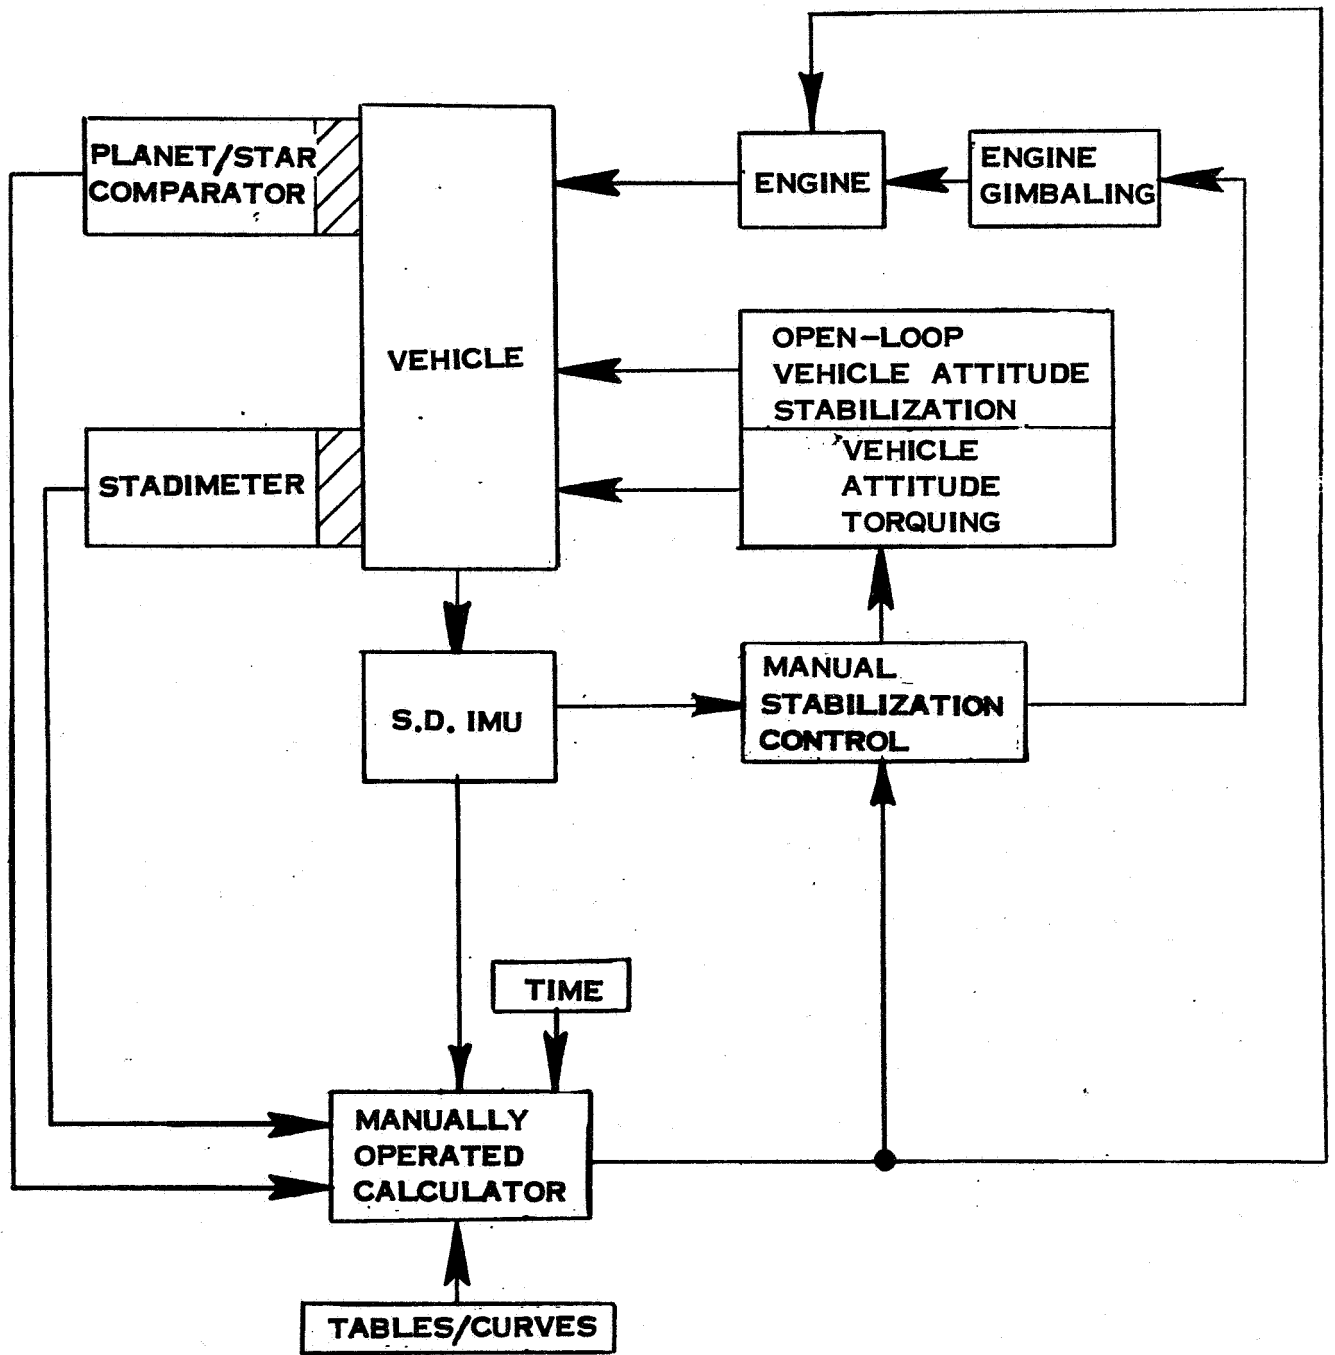 PLANET/STAR
COMPARATOR
VEHICLE
ENGINE
ENGINE
GIMBALING
OPEN-LOOP
VEHICLE ATTITUDE
STABILIZATION
VEHICLE
ATTITUDE
TORQUING
STADIMETER
S.D. IMU
MANUAL
STABILIZATION
CONTROL
TIME
MANUALLY
OPERATED
CALCULATOR
TABLES/CURVES